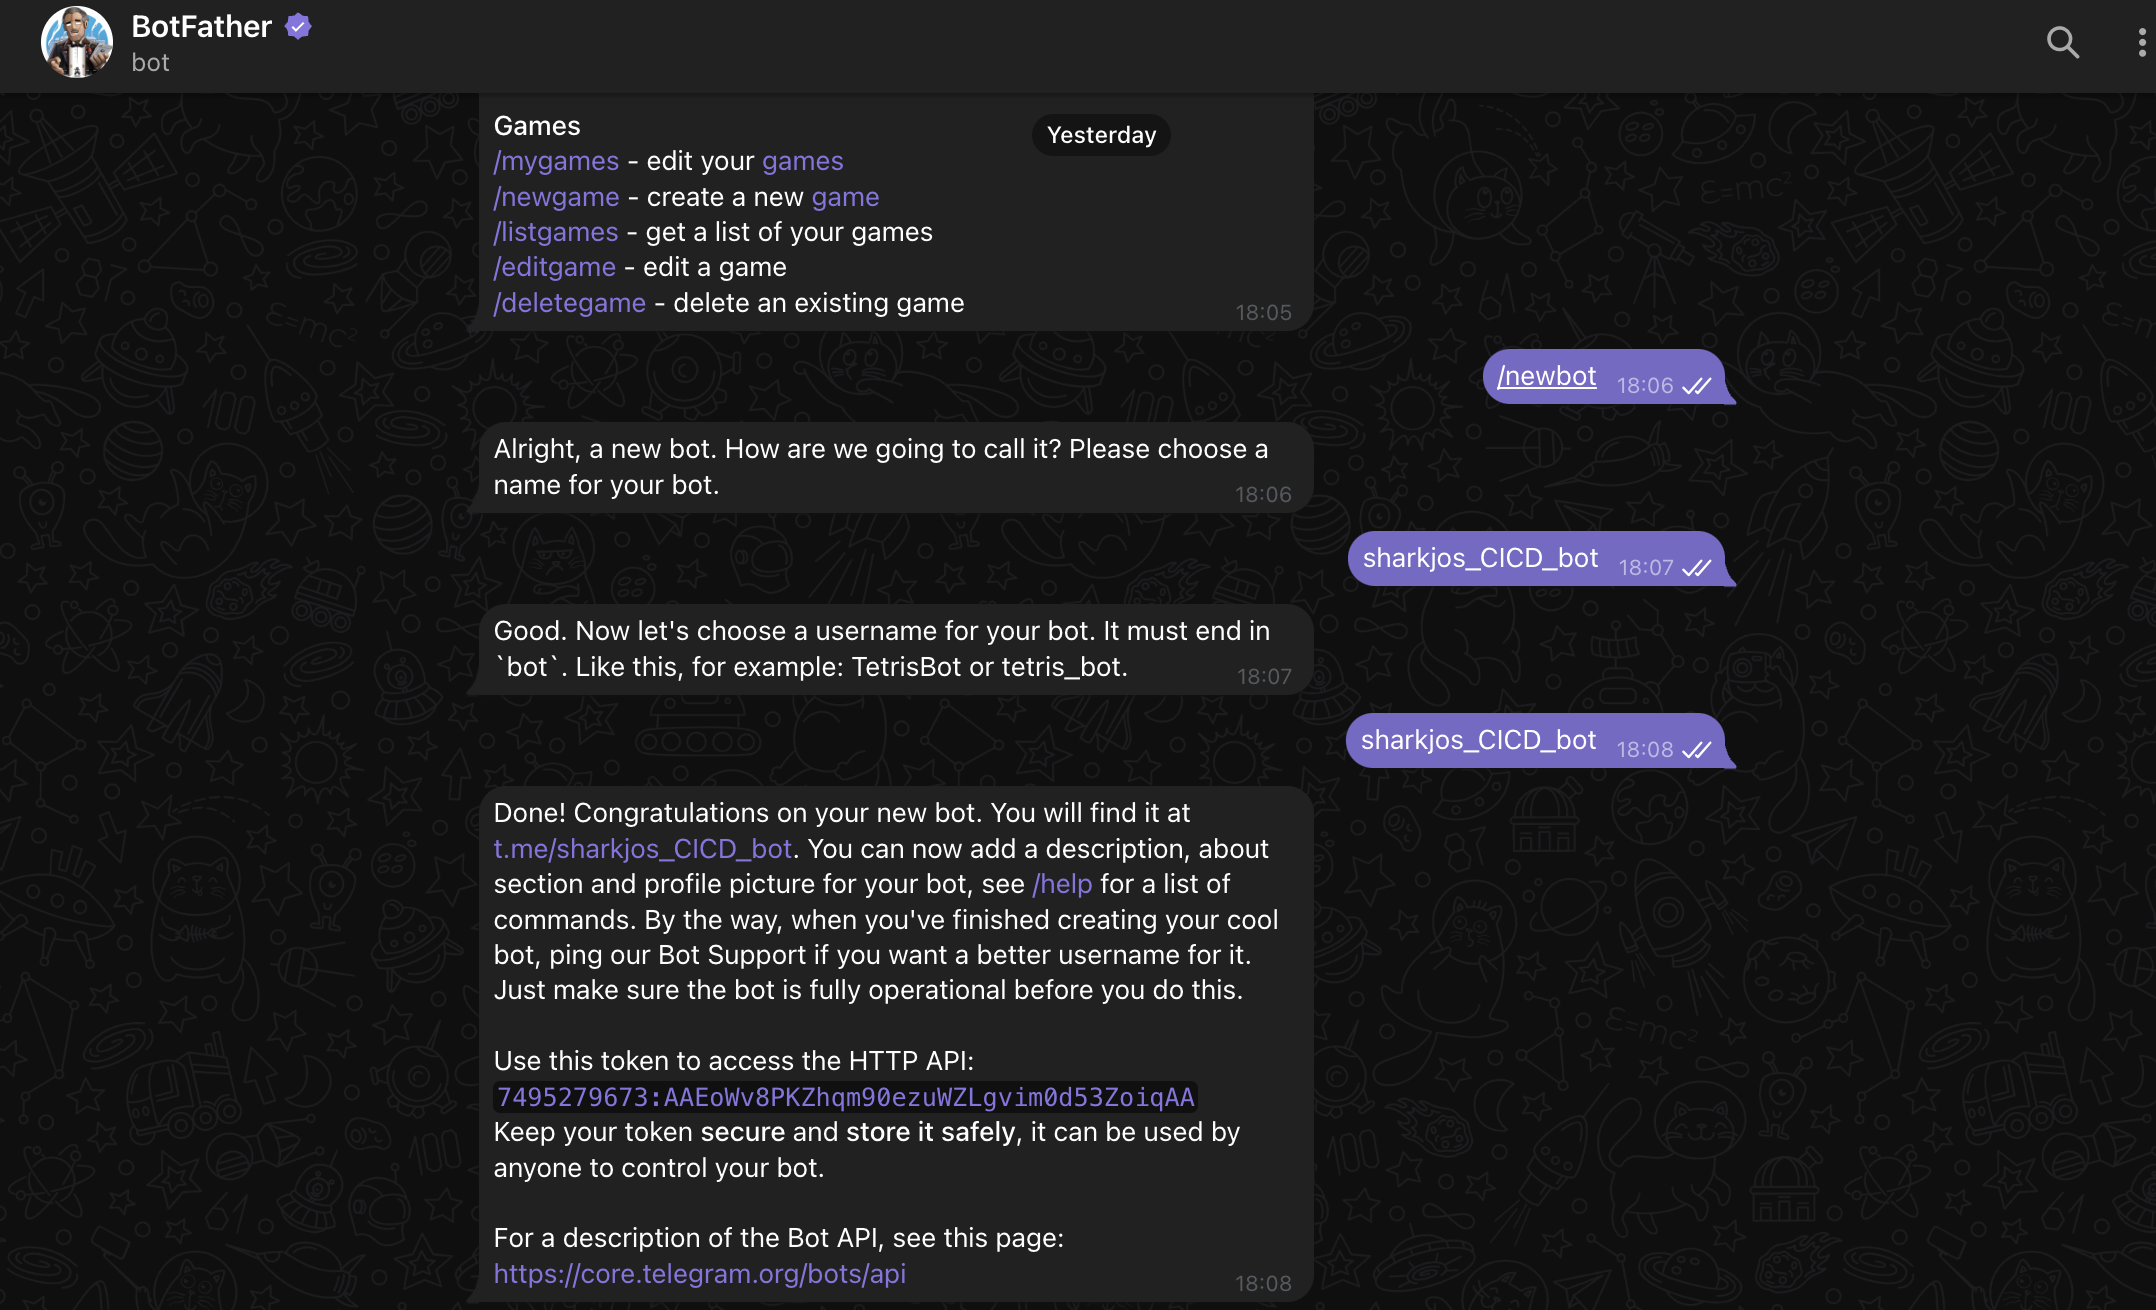 BotFather
bot
Yesterday
Games
/mygames - edit your games
/newgame - create a new game
/listgames - get a list of your games
/editgame - edit a game
/deletegame - delete an existing game
18:05
/newbot 18:06
Alright, a new bot. How are we going to call it? Please choose a
name for your bot.
18:06
sharkjos_CICD_bot 18:07
Good. Now let's choose a username for your bot. It must end in
`bot`. Like this, for example: TetrisBot or tetris_bot.
18:07
sharkjos_CICD_bot 18:08
Done! Congratulations on your new bot. You will find it at
t.me/sharkjos_CICD_bot. You can now add a description, about
section and profile picture for your bot, see /help for a list of
commands. By the way, when you've finished creating your cool
bot, ping our Bot Support if you want a better username for it.
Just make sure the bot is fully operational before you do this.
Use this token to access the HTTP API:
7495279673:AAEoWv8PKZhqm90ezuWZLgvim0d53ZoiqAA
Keep your token secure and store it safely, it can be used by
anyone to control your bot.
For a description of the Bot API, see this page:
https://core.telegram.org/bots/api
18:08